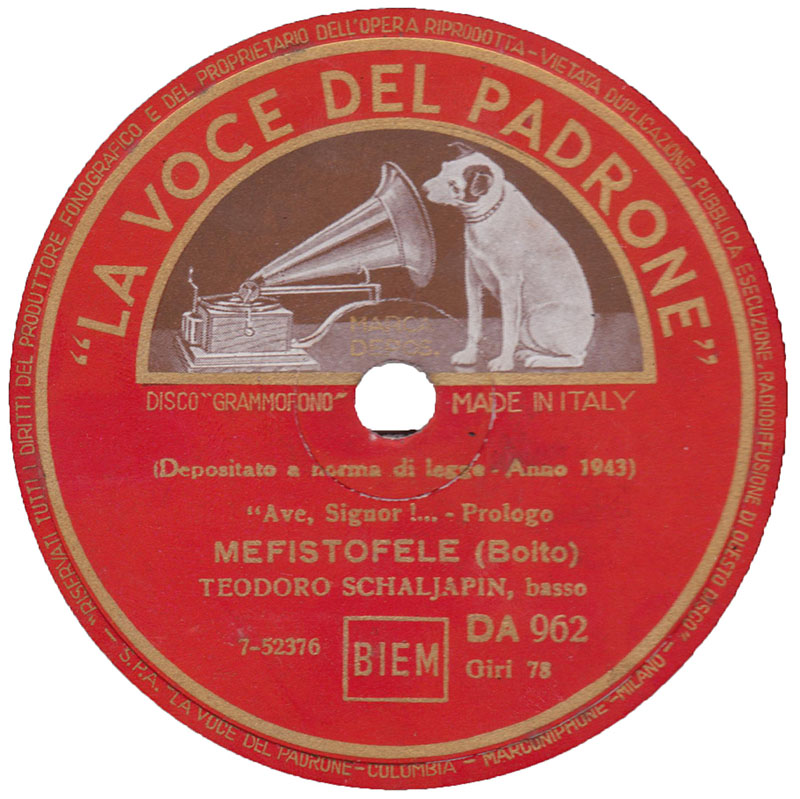 "RISERVATI TUTTI I DIRITTI DEL PRODUTTORE FONOGRAFICO E DEL PROPRIETARIO DELL'OPERA RIPRODOTTA - VIETATA DUPLICAZIONE, PUBBLICA ESECUZIONE, RADIODIFFUSIONE DI QUESTO DISCO"
"LA VOCE DEL PADRONE"
MARCA
DEPOS.
DISCO "GRAMMOFONO" MADE IN ITALY
(Depositato a norma di legge - Anno 1943)
"Ave, Signor !... - Prologo
MEFISTOFELE (Boito)
TEODORO SCHALJAPIN, basso
7-52376 BIEM DA 962
Giri 78
— S.P.A. "LA VOCE DEL PADRONE - COLUMBIA - MARCONIPHONE" - MILANO —